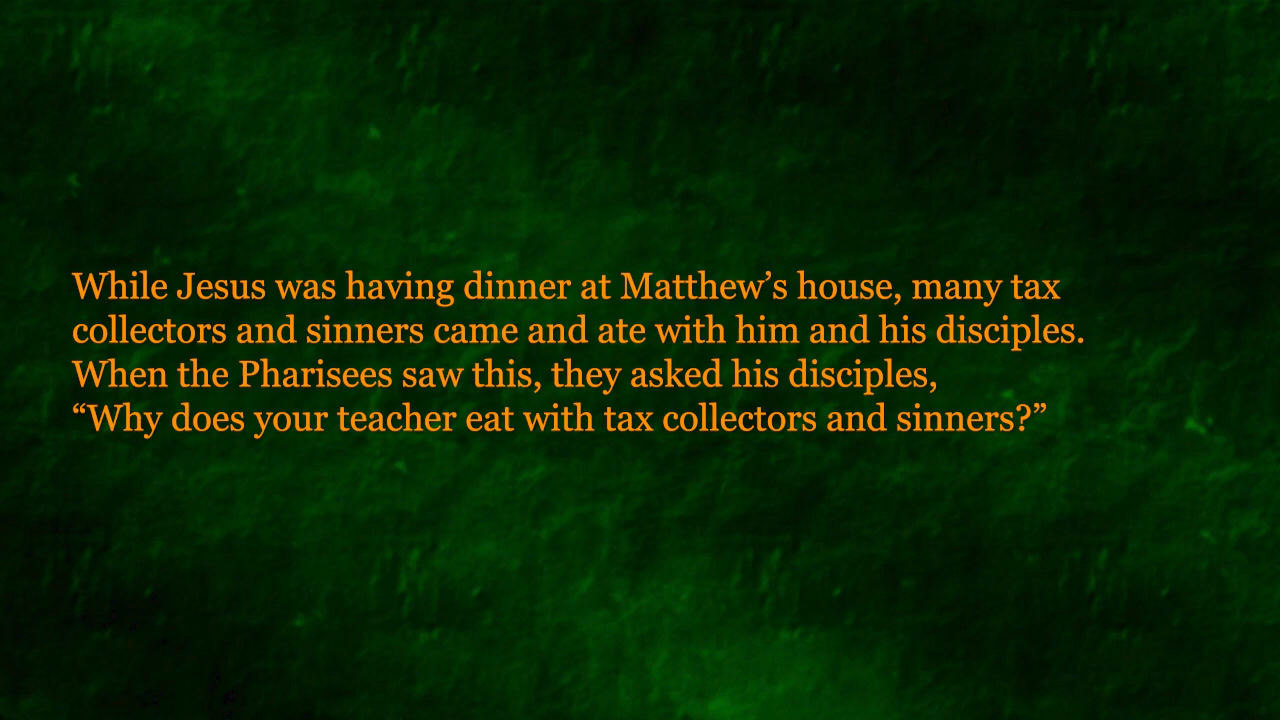 While Jesus was having dinner at Matthew’s house, many tax
collectors and sinners came and ate with him and his disciples.
When the Pharisees saw this, they asked his disciples,
“Why does your teacher eat with tax collectors and sinners?”